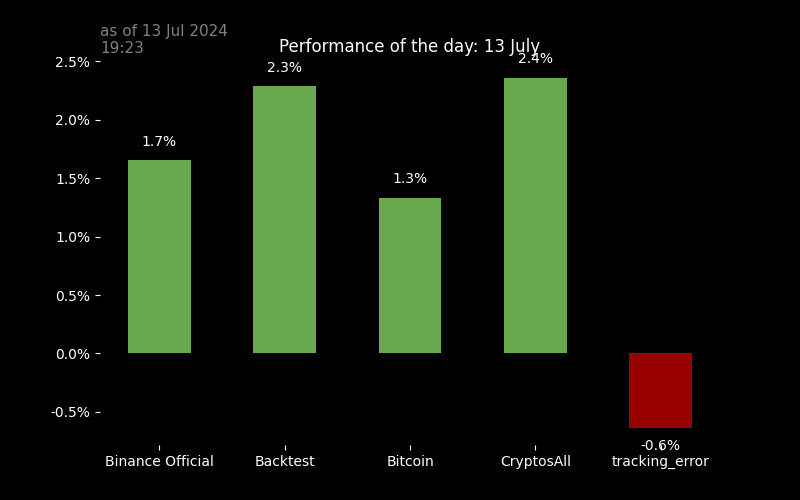 as of 13 Jul 2024
19:23
Performance of the day: 13 July
2.5%
2.0%
1.5%
1.0%
0.5%
0.0%
-0.5%
1.7%
2.3%
1.3%
2.4%
-0.6%
Binance Official
Backtest
Bitcoin
CryptosAll
tracking_error